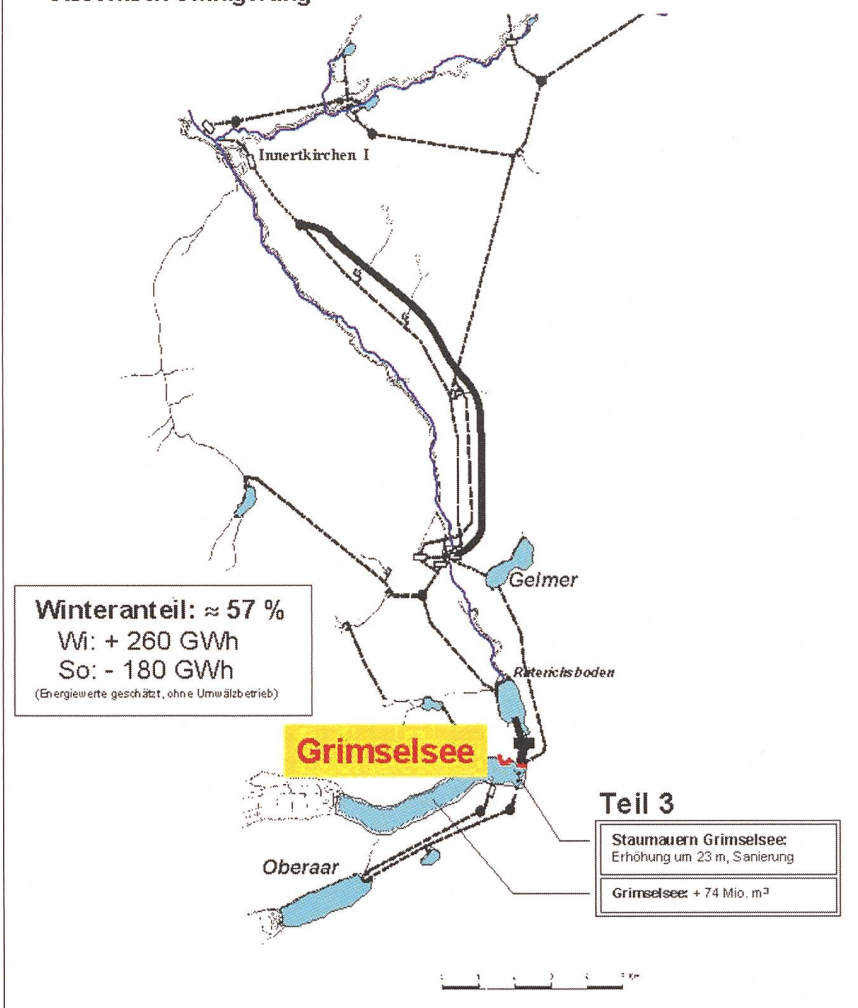 Innertkirchen I
Gelmer
Winteranteil: ≈ 57 %
Wi: + 260 GWh
So: - 180 GWh
(Energiewerte geschätzt, ohne Umwälzbetrieb)
Räterichsboden
Grimselsee
Teil 3
Staumauern Grimselsee:
Erhöhung um 23 m, Sanierung
Oberaar
Grimselsee: + 74 Mio. m³